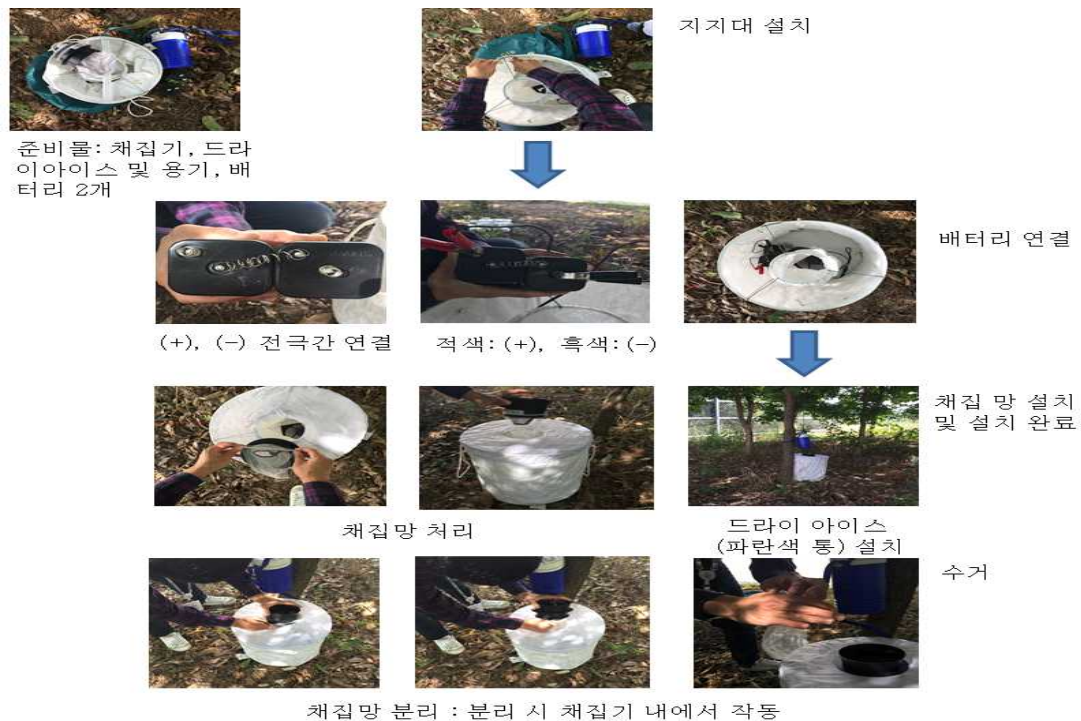 지지대 설치
준비물: 채집기, 드라
이아이스 및 용기, 배
터리 2개
배터리 연결
(+), (-) 전극간 연결
적색: (+), 흑색: (-)
채집 망 설치
및 설치 완료
채집망 처리
드라이 아이스
(파란색 통) 설치
수거
채집망 분리 : 분리 시 채집기 내에서 작동